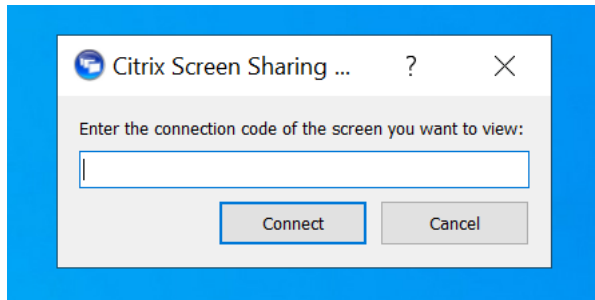 Citrix Screen Sharing ... ?
Enter the connection code of the screen you want to view:
Connect Cancel